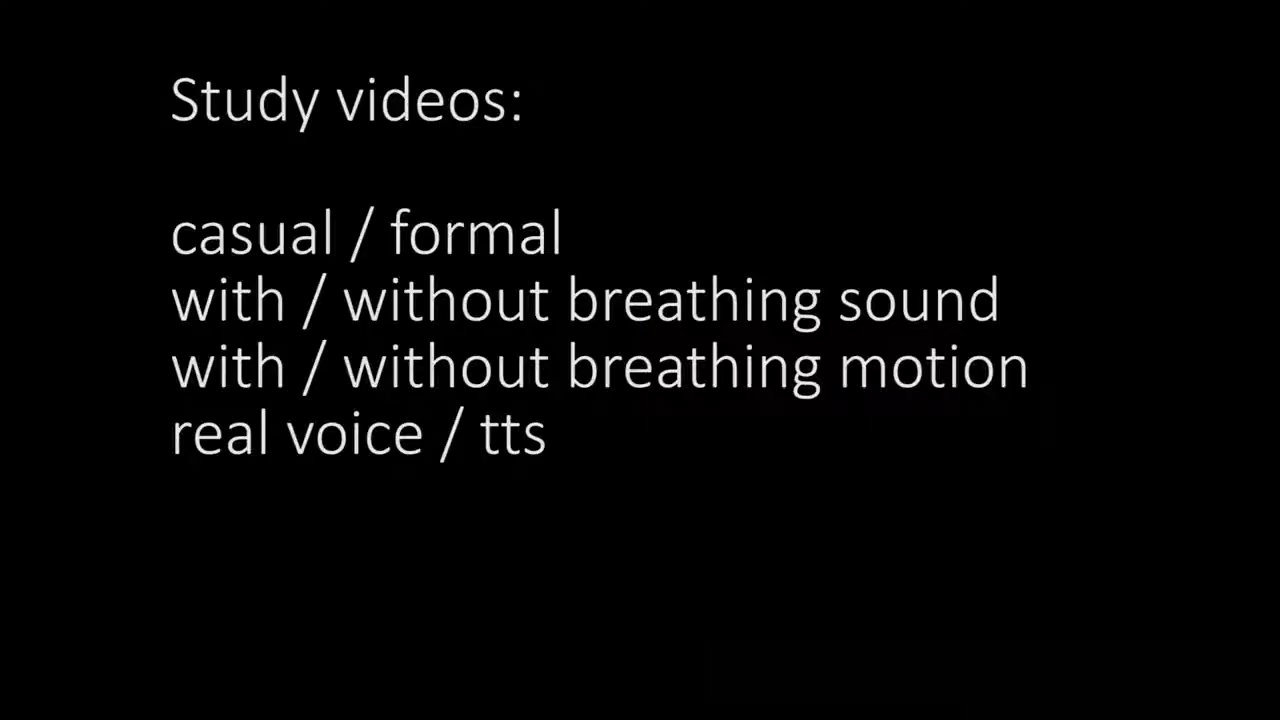 Study videos:
casual / formal
with / without breathing sound
with / without breathing motion
real voice / tts